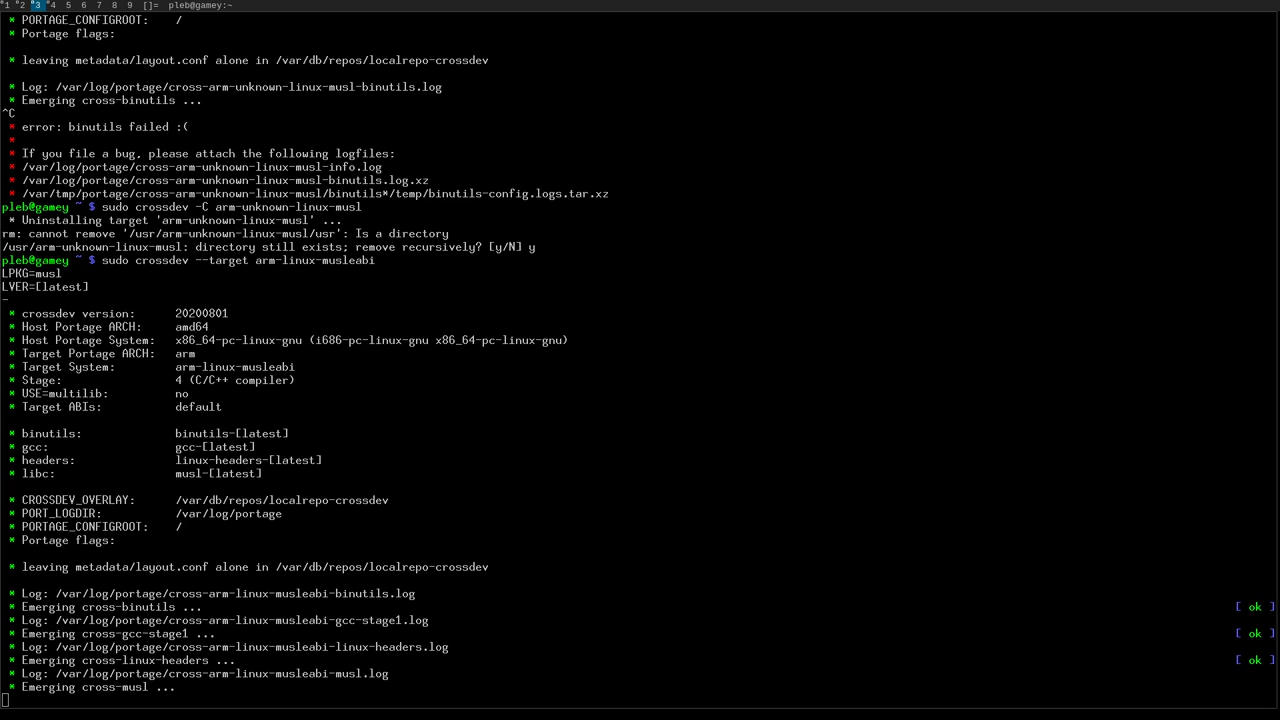 1 2 3 4 5 6 7 8 9 []= pleb@gamey:~
* PORTAGE_CONFIGROOT: /
* Portage flags:
* leaving metadata/layout.conf alone in /var/db/repos/localrepo-crossdev
* Log: /var/log/portage/cross-arm-unknown-linux-musl-binutils.log
* Emerging cross-binutils ...
^C
* error: binutils failed :(
*
* If you file a bug, please attach the following logfiles:
* /var/log/portage/cross-arm-unknown-linux-musl-info.log
* /var/log/portage/cross-arm-unknown-linux-musl-binutils.log.xz
* /var/tmp/portage/cross-arm-unknown-linux-musl/binutils*/temp/binutils-config.logs.tar.xz
pleb@gamey ~ $ sudo crossdev -C arm-unknown-linux-musl
* Uninstalling target 'arm-unknown-linux-musl' ...
rm: cannot remove '/usr/arm-unknown-linux-musl/usr': Is a directory
/usr/arm-unknown-linux-musl: directory still exists; remove recursively? [y/N] y
pleb@gamey ~ $ sudo crossdev --target arm-linux-musleabi
LPKG=musl
LVER=[latest]
-
* crossdev version: 20200801
* Host Portage ARCH: amd64
* Host Portage System: x86_64-pc-linux-gnu (i686-pc-linux-gnu x86_64-pc-linux-gnu)
* Target Portage ARCH: arm
* Target System: arm-linux-musleabi
* Stage: 4 (C/C++ compiler)
* USE=multilib: no
* Target ABIs: default
* binutils: binutils-[latest]
* gcc: gcc-[latest]
* headers: linux-headers-[latest]
* libc: musl-[latest]
* CROSSDEV_OVERLAY: /var/db/repos/localrepo-crossdev
* PORT_LOGDIR: /var/log/portage
* PORTAGE_CONFIGROOT: /
* Portage flags:
* leaving metadata/layout.conf alone in /var/db/repos/localrepo-crossdev
* Log: /var/log/portage/cross-arm-linux-musleabi-binutils.log
* Emerging cross-binutils ... [ ok ]
* Log: /var/log/portage/cross-arm-linux-musleabi-gcc-stage1.log
* Emerging cross-gcc-stage1 ... [ ok ]
* Log: /var/log/portage/cross-arm-linux-musleabi-linux-headers.log
* Emerging cross-linux-headers ... [ ok ]
* Log: /var/log/portage/cross-arm-linux-musleabi-musl.log
* Emerging cross-musl ...